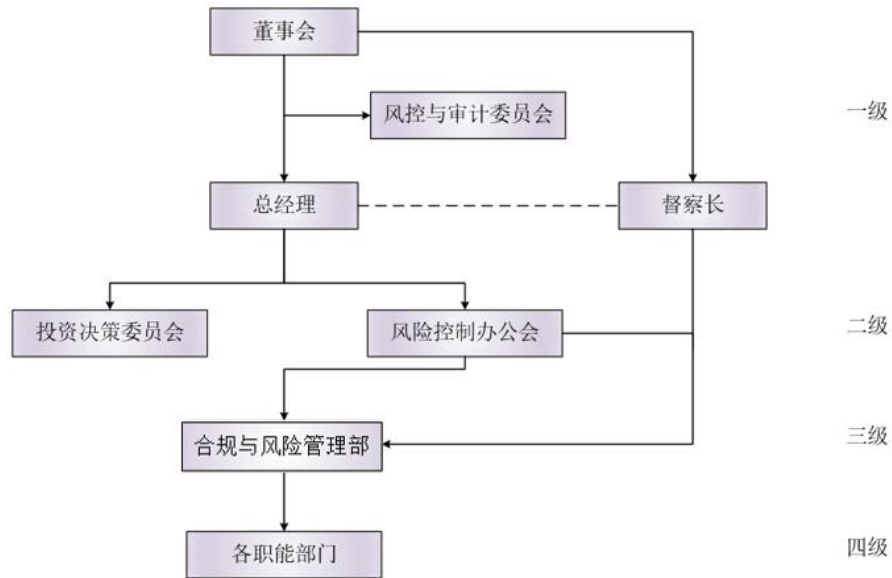 董事会
风控与审计委员会
一级
总经理
督察长
投资决策委员会
风险控制办公会
二级
合规与风险管理部
三级
各职能部门
四级